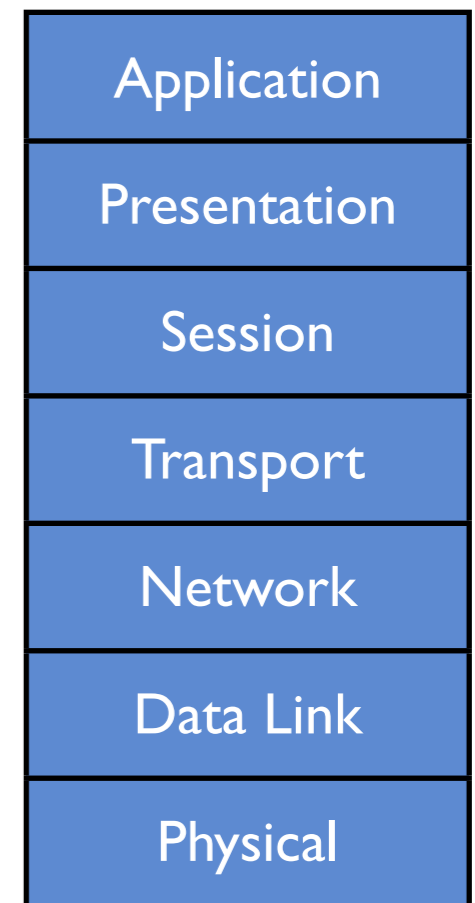 Application
Presentation
Session
Transport
Network
Data Link
Physical